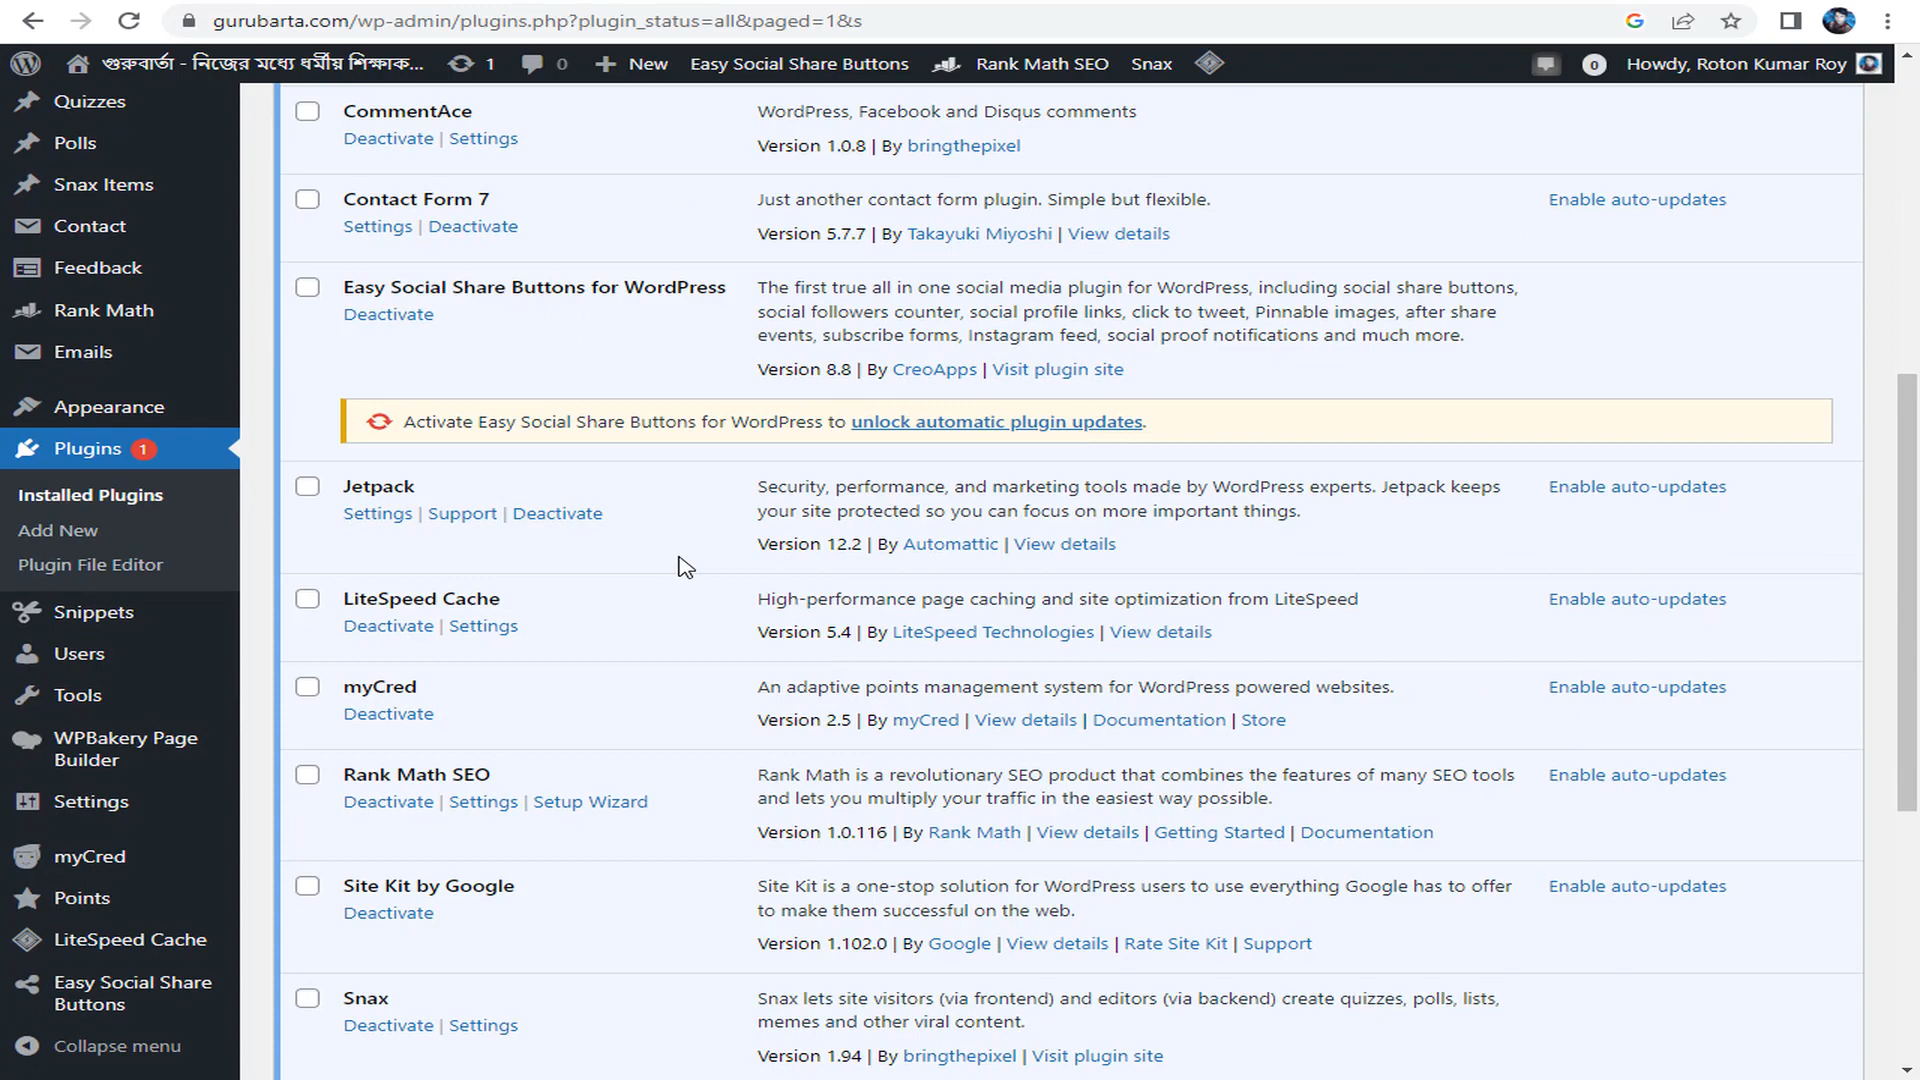 gurubarta.com/wp-admin/plugins.php?plugin_status=all&paged=1&s
গুরুবার্তা - নিজের মধ্যে ধর্মীয় শিক্ষাক... 1 0 New Easy Social Share Buttons Rank Math SEO Snax 0 Howdy, Roton Kumar Roy
Quizzes
Polls
Snax Items
Contact
Feedback
Rank Math
Emails
Appearance
Plugins 1
Installed Plugins
Add New
Plugin File Editor
Snippets
Users
Tools
WPBakery Page
Builder
Settings
myCred
Points
LiteSpeed Cache
Easy Social Share
Buttons
Collapse menu
CommentAce
Deactivate | Settings
WordPress, Facebook and Disqus comments
Version 1.0.8 | By bringthepixel
Contact Form 7
Settings | Deactivate
Just another contact form plugin. Simple but flexible.
Version 5.7.7 | By Takayuki Miyoshi | View details
Enable auto-updates
Easy Social Share Buttons for WordPress
Deactivate
The first true all in one social media plugin for WordPress, including social share buttons,
social followers counter, social profile links, click to tweet, Pinnable images, after share
events, subscribe forms, Instagram feed, social proof notifications and much more.
Version 8.8 | By CreoApps | Visit plugin site
Activate Easy Social Share Buttons for WordPress to unlock automatic plugin updates.
Jetpack
Settings | Support | Deactivate
Security, performance, and marketing tools made by WordPress experts. Jetpack keeps
your site protected so you can focus on more important things.
Version 12.2 | By Automattic | View details
Enable auto-updates
LiteSpeed Cache
Deactivate | Settings
High-performance page caching and site optimization from LiteSpeed
Version 5.4 | By LiteSpeed Technologies | View details
Enable auto-updates
myCred
Deactivate
An adaptive points management system for WordPress powered websites.
Version 2.5 | By myCred | View details | Documentation | Store
Enable auto-updates
Rank Math SEO
Deactivate | Settings | Setup Wizard
Rank Math is a revolutionary SEO product that combines the features of many SEO tools
and lets you multiply your traffic in the easiest way possible.
Version 1.0.116 | By Rank Math | View details | Getting Started | Documentation
Enable auto-updates
Site Kit by Google
Deactivate
Site Kit is a one-stop solution for WordPress users to use everything Google has to offer
to make them successful on the web.
Version 1.102.0 | By Google | View details | Rate Site Kit | Support
Enable auto-updates
Snax
Deactivate | Settings
Snax lets site visitors (via frontend) and editors (via backend) create quizzes, polls, lists,
memes and other viral content.
Version 1.94 | By bringthepixel | Visit plugin site